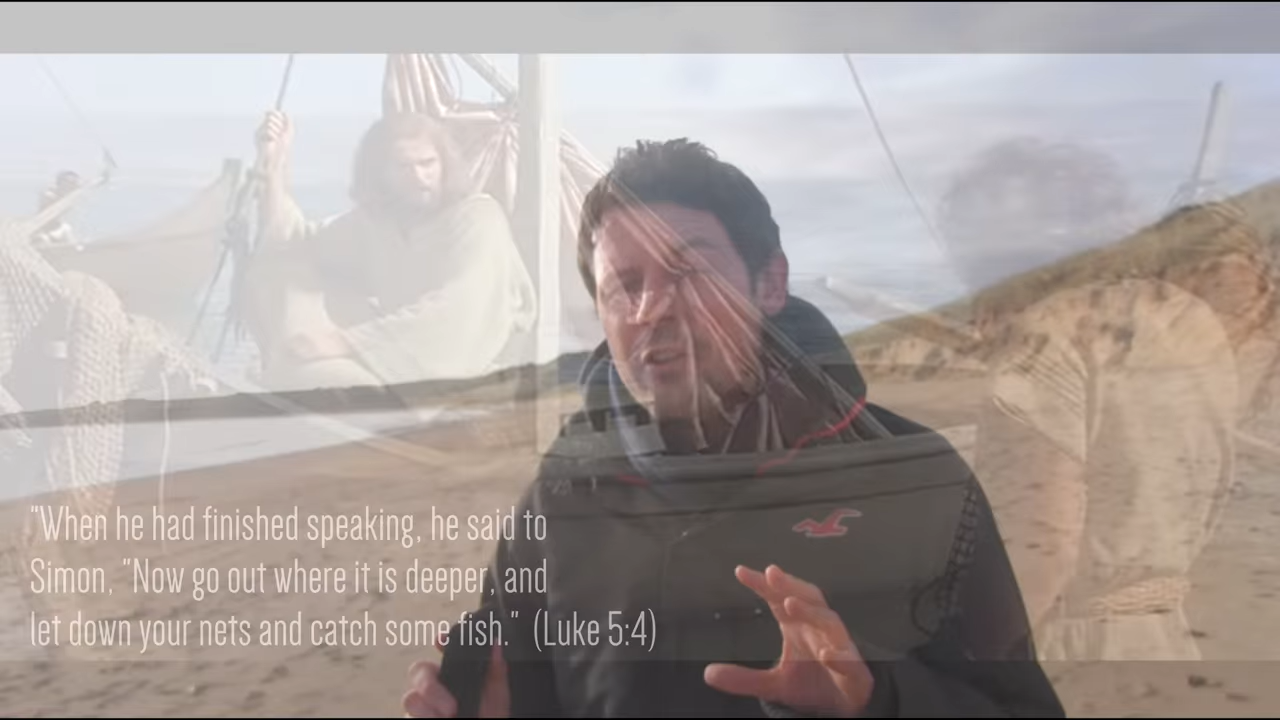 "When he had finished speaking, he said to
Simon, "Now go out where it is deeper, and
let down your nets and catch some fish." (Luke 5:4)